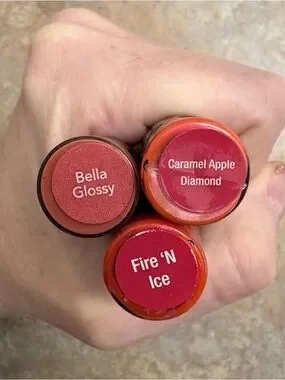 Bella
Glossy
Caramel Apple
Diamond
Fire 'N
Ice